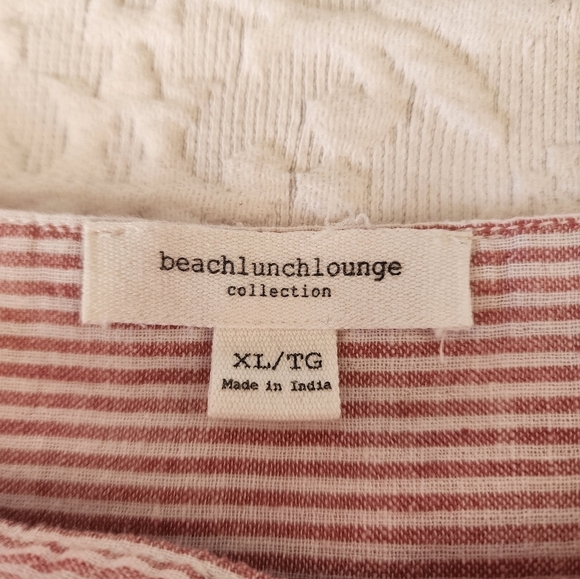 beachlunchlounge
collection
XL/TG
Made in India